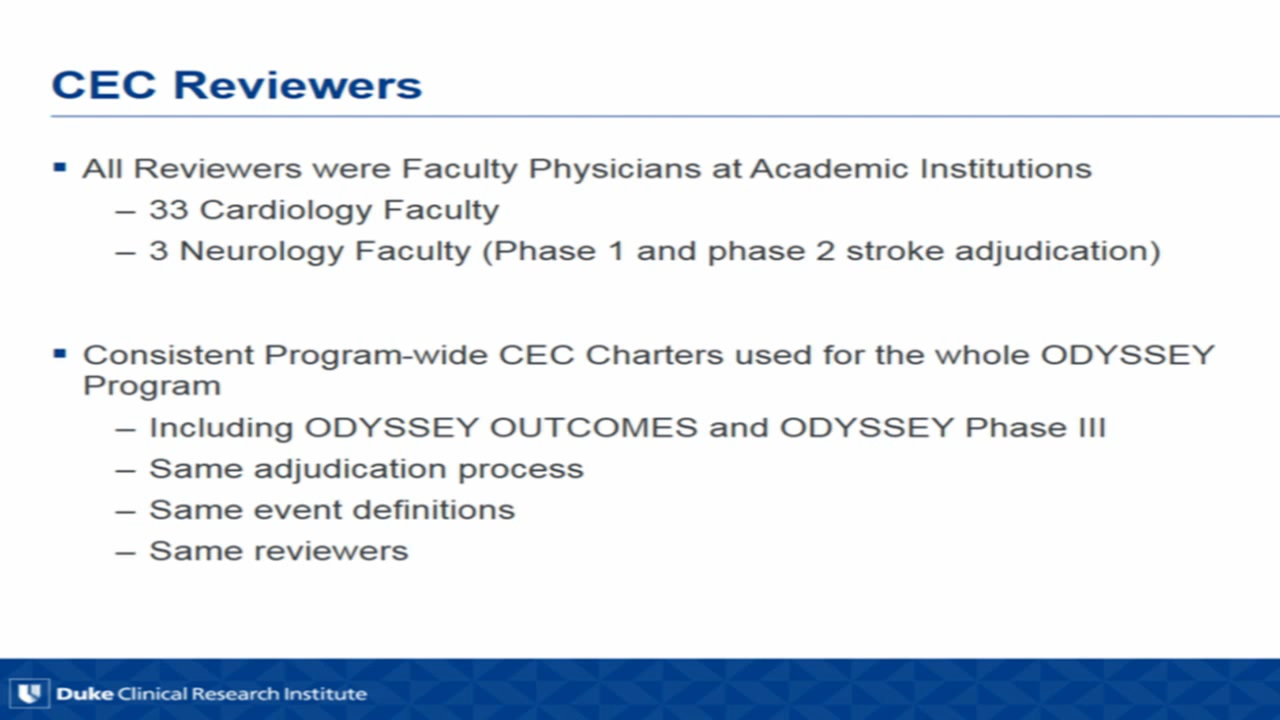 CEC Reviewers
▪ All Reviewers were Faculty Physicians at Academic Institutions
– 33 Cardiology Faculty
– 3 Neurology Faculty (Phase 1 and phase 2 stroke adjudication)
▪ Consistent Program-wide CEC Charters used for the whole ODYSSEY
Program
– Including ODYSSEY OUTCOMES and ODYSSEY Phase III
– Same adjudication process
– Same event definitions
– Same reviewers
Duke Clinical Research Institute